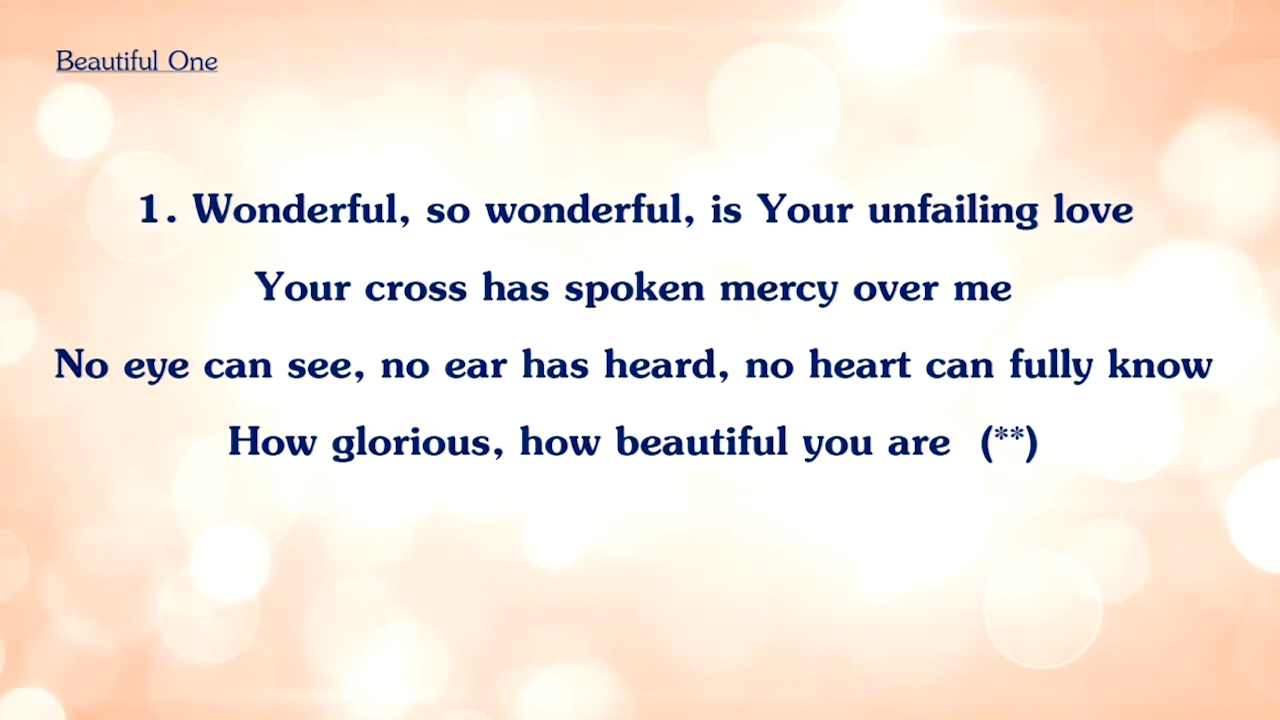 Beautiful One
1. Wonderful, so wonderful, is Your unfailing love
Your cross has spoken mercy over me
No eye can see, no ear has heard, no heart can fully know
How glorious, how beautiful you are (**)